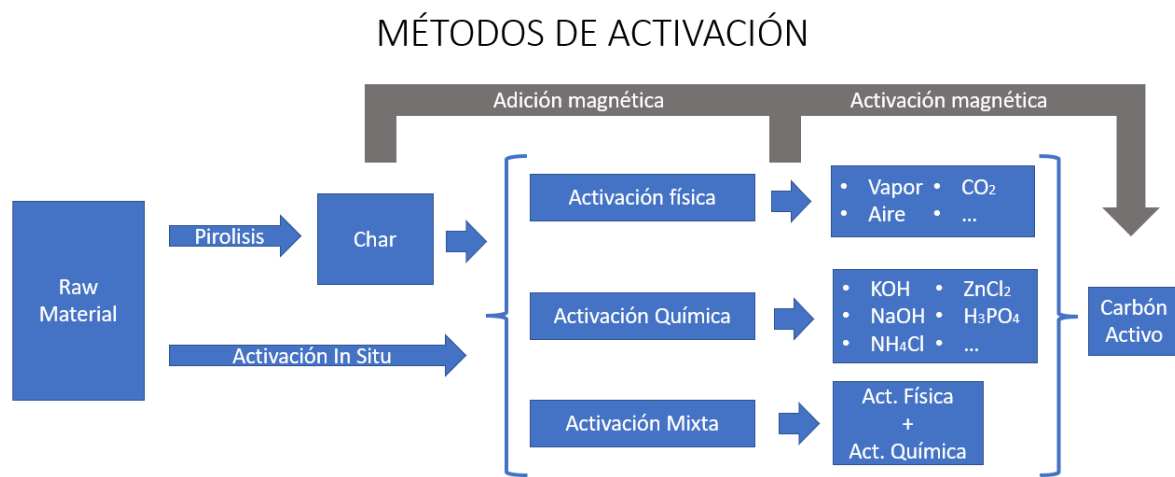 MÉTODOS DE ACTIVACIÓN
Adición magnética
Activación magnética
Raw
Material
Pirolisis
Char
Activación In Situ
Activación física
• Vapor • CO₂
• Aire • ...
Activación Química
• KOH • ZnCl₂
• NaOH • H₃PO₄
• NH₄Cl • ...
Activación Mixta
Act. Física
+
Act. Química
Carbón
Activo